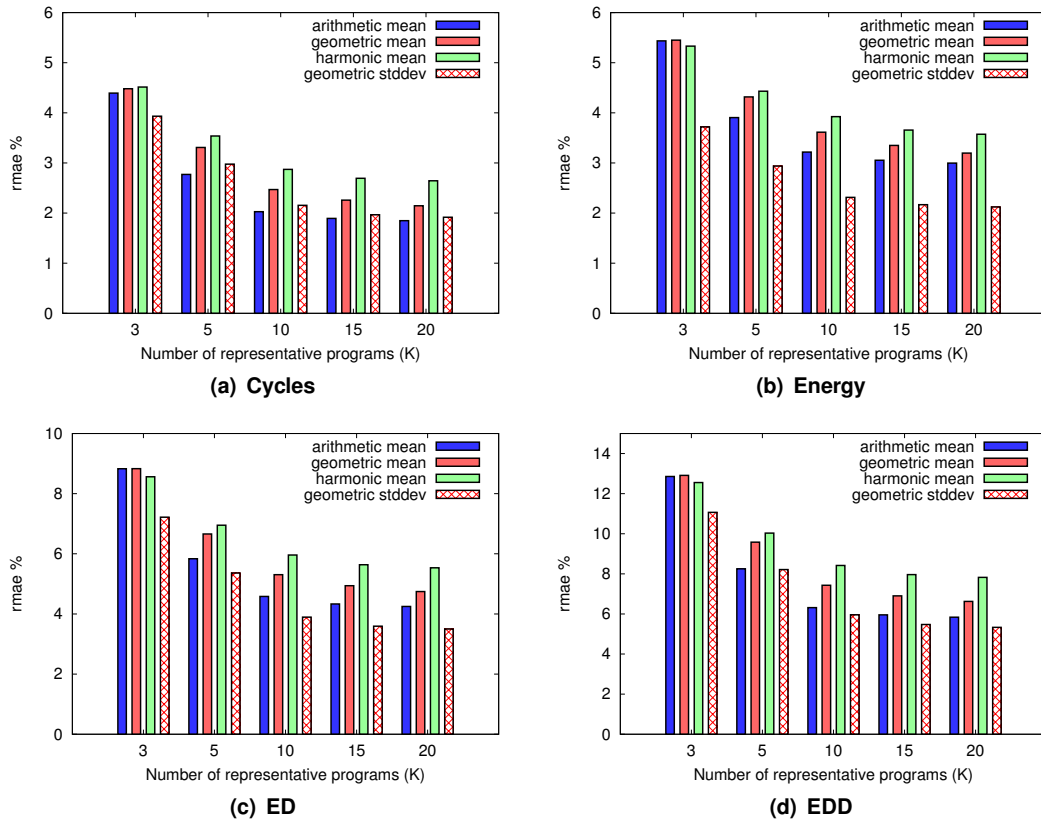 6
5
4
3
2
1
0
rmae %
arithmetic mean
geometric mean
harmonic mean
geometric stddev
3 5 10 15 20
Number of representative programs (K)
(a) Cycles
6
5
4
3
2
1
0
rmae %
arithmetic mean
geometric mean
harmonic mean
geometric stddev
3 5 10 15 20
Number of representative programs (K)
(b) Energy
10
8
6
4
2
0
rmae %
arithmetic mean
geometric mean
harmonic mean
geometric stddev
3 5 10 15 20
Number of representative programs (K)
(c) ED
14
12
10
8
6
4
2
0
rmae %
arithmetic mean
geometric mean
harmonic mean
geometric stddev
3 5 10 15 20
Number of representative programs (K)
(d) EDD